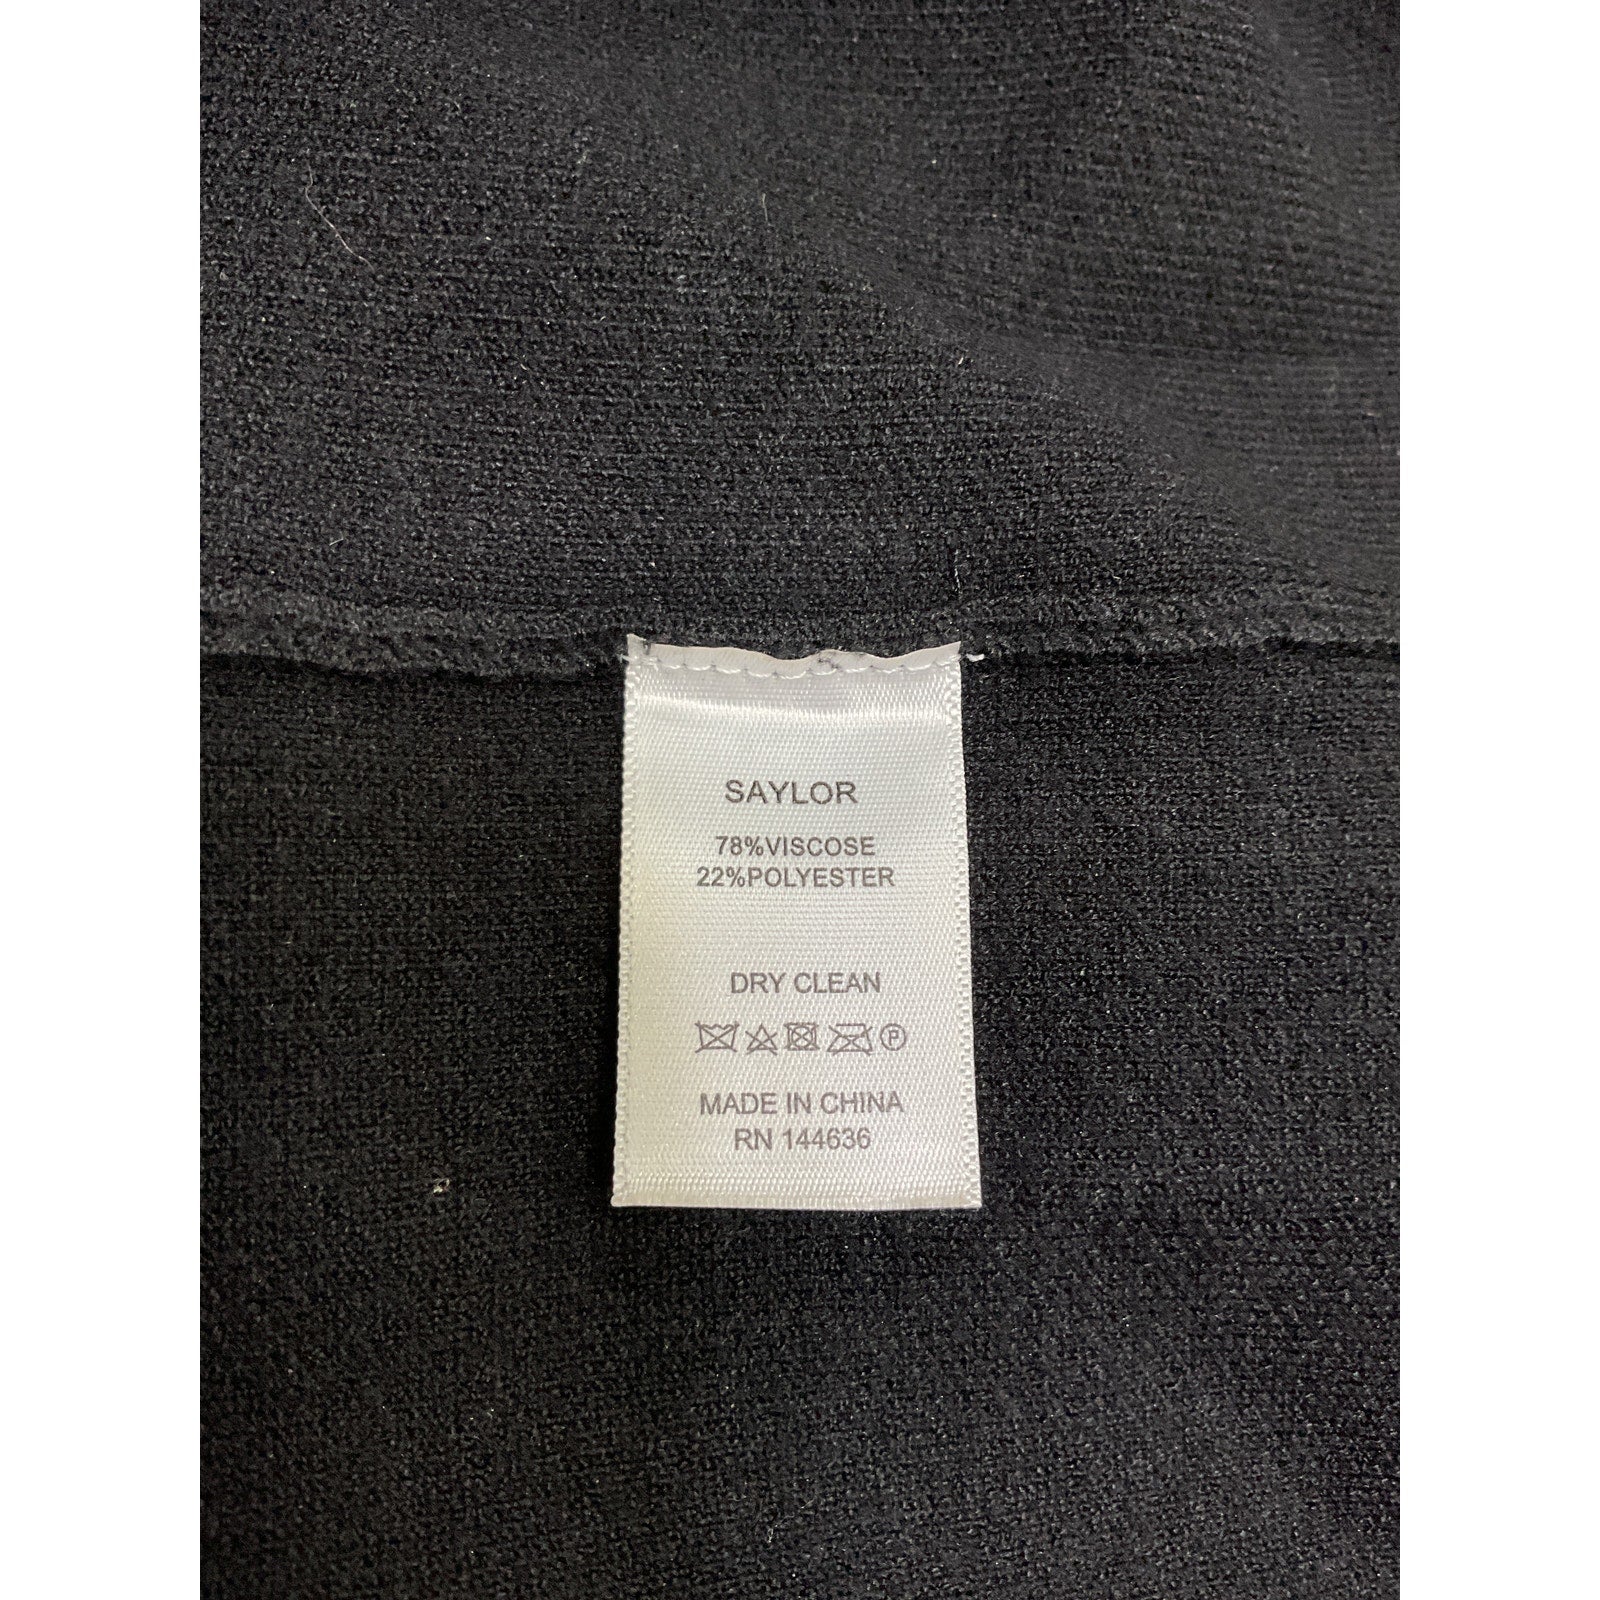 SAYLOR
78%VISCOSE
22%POLYESTER
DRY CLEAN
P
MADE IN CHINA
RN 144636